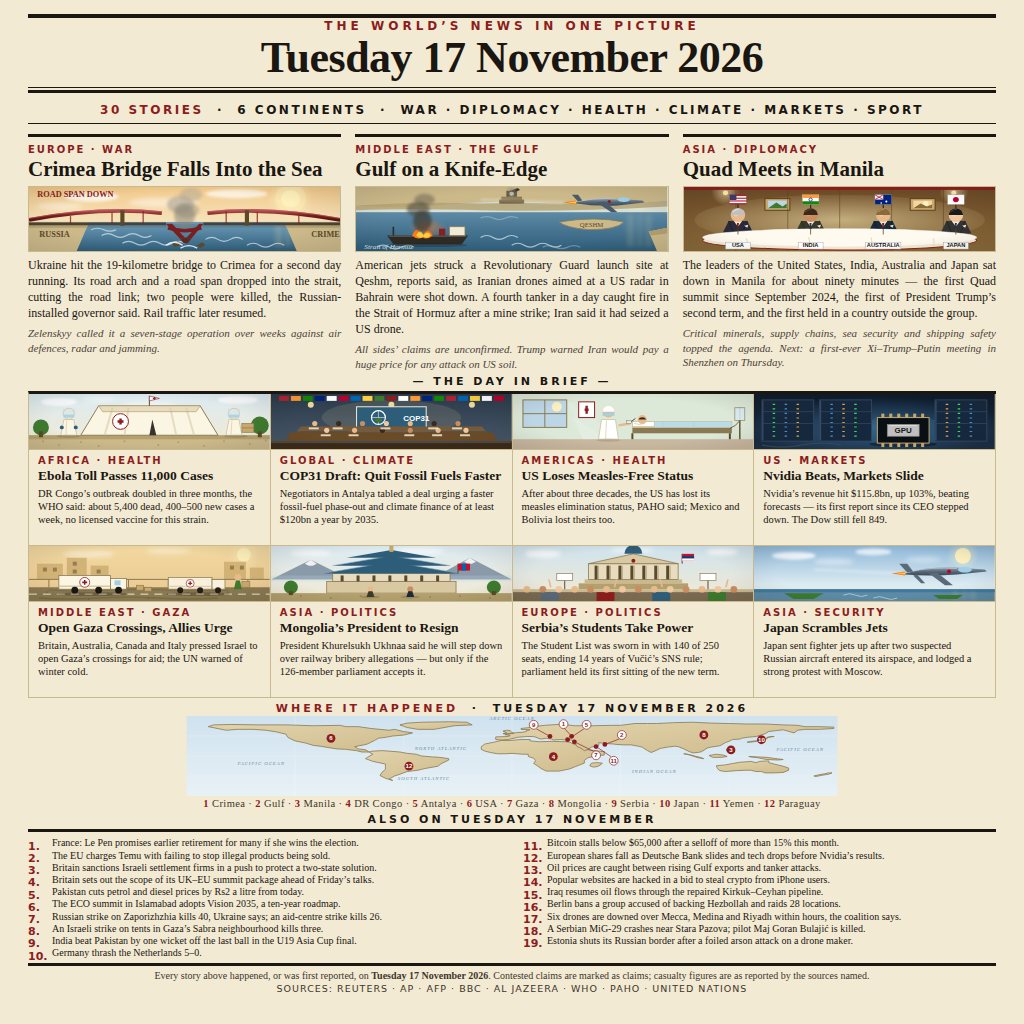 THE WORLD’S NEWS IN ONE PICTURE
Tuesday 17 November 2026
30 STORIES · 6 CONTINENTS · WAR · DIPLOMACY · HEALTH · CLIMATE · MARKETS · SPORT
EUROPE · WAR
Crimea Bridge Falls Into the Sea
ROAD SPAN DOWN
RUSSIA
CRIME
Ukraine hit the 19-kilometre bridge to Crimea for a second day
running. Its road arch and a road span dropped into the strait,
cutting the road link; two people were killed, the Russian-
installed governor said. Rail traffic later resumed.
Zelenskyy called it a seven-stage operation over weeks against air
defences, radar and jamming.
MIDDLE EAST · THE GULF
Gulf on a Knife-Edge
QESHM
Strait of Hormuz
American jets struck a Revolutionary Guard launch site at
Qeshm, reports said, as Iranian drones aimed at a US radar in
Bahrain were shot down. A fourth tanker in a day caught fire in
the Strait of Hormuz after a mine strike; Iran said it had seized a
US drone.
All sides’ claims are unconfirmed. Trump warned Iran would pay a
huge price for any attack on US soil.
ASIA · DIPLOMACY
Quad Meets in Manila
USA
INDIA
AUSTRALIA
JAPAN
The leaders of the United States, India, Australia and Japan sat
down in Manila for about ninety minutes — the first Quad
summit since September 2024, the first of President Trump’s
second term, and the first held in a country outside the group.
Critical minerals, supply chains, sea security and shipping safety
topped the agenda. Next: a first-ever Xi–Trump–Putin meeting in
Shenzhen on Thursday.
— THE DAY IN BRIEF —
AFRICA · HEALTH
Ebola Toll Passes 11,000 Cases
DR Congo’s outbreak doubled in three months, the
WHO said: about 5,400 dead, 400–500 new cases a
week, no licensed vaccine for this strain.
COP31
GLOBAL · CLIMATE
COP31 Draft: Quit Fossil Fuels Faster
Negotiators in Antalya tabled a deal urging a faster
fossil-fuel phase-out and climate finance of at least
$120bn a year by 2035.
AMERICAS · HEALTH
US Loses Measles-Free Status
After about three decades, the US has lost its
measles elimination status, PAHO said; Mexico and
Bolivia lost theirs too.
GPU
US · MARKETS
Nvidia Beats, Markets Slide
Nvidia’s revenue hit $115.8bn, up 103%, beating
forecasts — its first report since its CEO stepped
down. The Dow still fell 849.
MIDDLE EAST · GAZA
Open Gaza Crossings, Allies Urge
Britain, Australia, Canada and Italy pressed Israel to
open Gaza’s crossings for aid; the UN warned of
winter cold.
ASIA · POLITICS
Mongolia’s President to Resign
President Khurelsukh Ukhnaa said he will step down
over railway bribery allegations — but only if the
126-member parliament accepts it.
EUROPE · POLITICS
Serbia’s Students Take Power
The Student List was sworn in with 140 of 250
seats, ending 14 years of Vučić’s SNS rule;
parliament held its first sitting of the new term.
ASIA · SECURITY
Japan Scrambles Jets
Japan sent fighter jets up after two suspected
Russian aircraft entered its airspace, and lodged a
strong protest with Moscow.
WHERE IT HAPPENED · TUESDAY 17 NOVEMBER 2026
ARCTIC OCEAN
9
1
5
6
2
8
10
NORTH ATLANTIC
PACIFIC OCEAN
3
4
7
11
PACIFIC OCEAN
12
INDIAN OCEAN
SOUTH ATLANTIC
1 Crimea · 2 Gulf · 3 Manila · 4 DR Congo · 5 Antalya · 6 USA · 7 Gaza · 8 Mongolia · 9 Serbia · 10 Japan · 11 Yemen · 12 Paraguay
ALSO ON TUESDAY 17 NOVEMBER
1. France: Le Pen promises earlier retirement for many if she wins the election.
2. The EU charges Temu with failing to stop illegal products being sold.
3. Britain sanctions Israeli settlement firms in a push to protect a two-state solution.
4. Britain sets out the scope of its UK–EU summit package ahead of Friday’s talks.
5. Pakistan cuts petrol and diesel prices by Rs2 a litre from today.
6. The ECO summit in Islamabad adopts Vision 2035, a ten-year roadmap.
7. Russian strike on Zaporizhzhia kills 40, Ukraine says; an aid-centre strike kills 26.
8. An Israeli strike on tents in Gaza’s Sabra neighbourhood kills three.
9. India beat Pakistan by one wicket off the last ball in the U19 Asia Cup final.
10. Germany thrash the Netherlands 5–0.
11. Bitcoin stalls below $65,000 after a selloff of more than 15% this month.
12. European shares fall as Deutsche Bank slides and tech drops before Nvidia’s results.
13. Oil prices are caught between rising Gulf exports and tanker attacks.
14. Popular websites are hacked in a bid to steal crypto from iPhone users.
15. Iraq resumes oil flows through the repaired Kirkuk–Ceyhan pipeline.
16. Berlin bans a group accused of backing Hezbollah and raids 28 locations.
17. Six drones are downed over Mecca, Medina and Riyadh within hours, the coalition says.
18. A Serbian MiG-29 crashes near Stara Pazova; pilot Maj Goran Bulajić is killed.
19. Estonia shuts its Russian border after a foiled arson attack on a drone maker.
Every story above happened, or was first reported, on Tuesday 17 November 2026. Contested claims are marked as claims; casualty figures are as reported by the sources named.
SOURCES: REUTERS · AP · AFP · BBC · AL JAZEERA · WHO · PAHO · UNITED NATIONS